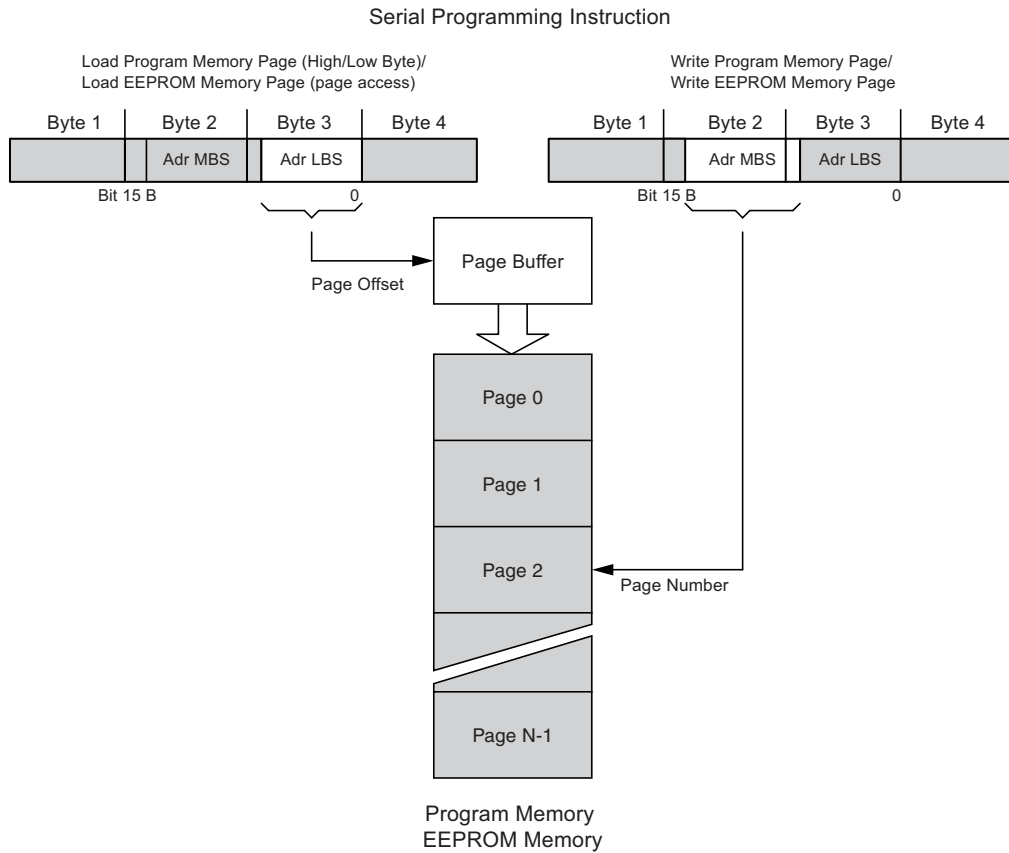 Serial Programming Instruction
Load Program Memory Page (High/Low Byte)/
Load EEPROM Memory Page (page access)
Byte 1 Byte 2 Byte 3 Byte 4
Adr MBS Adr LBS
Bit 15 B 0
Write Program Memory Page/
Write EEPROM Memory Page
Byte 1 Byte 2 Byte 3 Byte 4
Adr MBS Adr LBS
Bit 15 B 0
Page Offset
Page Buffer
Page 0
Page 1
Page 2
Page Number
Page N-1
Program Memory
EEPROM Memory